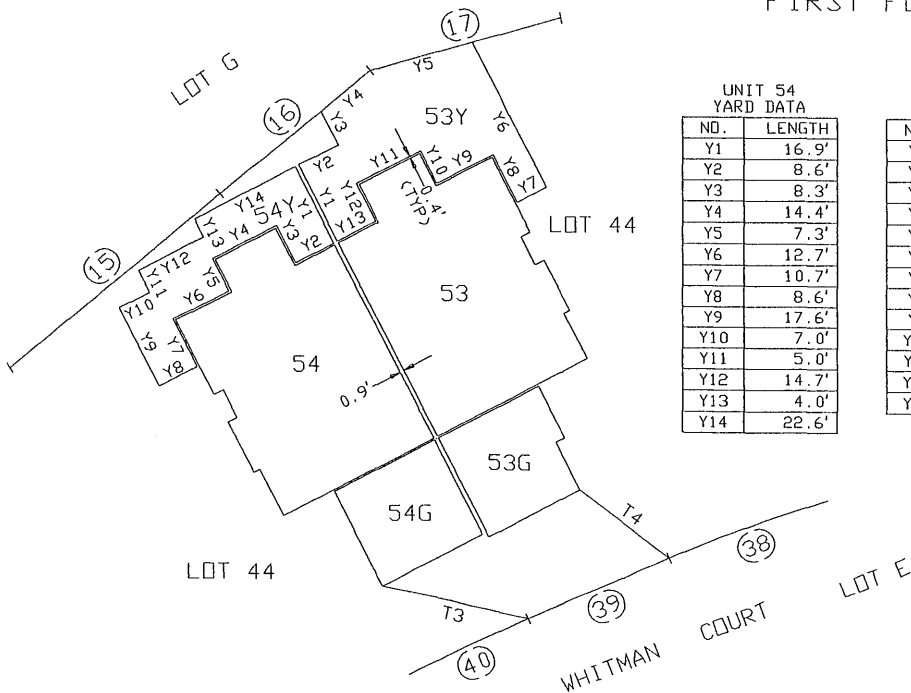 FIRST FL
LOT G
17
16
15
Y5
Y4
Y3
53Y
Y6
Y2
Y11
Y10
Y9
Y8
Y7
Y1
Y12
Y13
0.4'
(TYP)
Y14
54Y
Y1
Y13
Y4
Y3
Y2
Y12
Y11
Y5
Y10
Y6
Y9
Y7
Y8
LOT 44
53
54
0.9'
53G
54G
T4
LOT 44
T3
38
39
40
WHITMAN COURT LOT E
UNIT 54
YARD DATA
NO. LENGTH
Y1 16.9'
Y2 8.6'
Y3 8.3'
Y4 14.4'
Y5 7.3'
Y6 12.7'
Y7 10.7'
Y8 8.6'
Y9 17.6'
Y10 7.0'
Y11 5.0'
Y12 14.7'
Y13 4.0'
Y14 22.6'